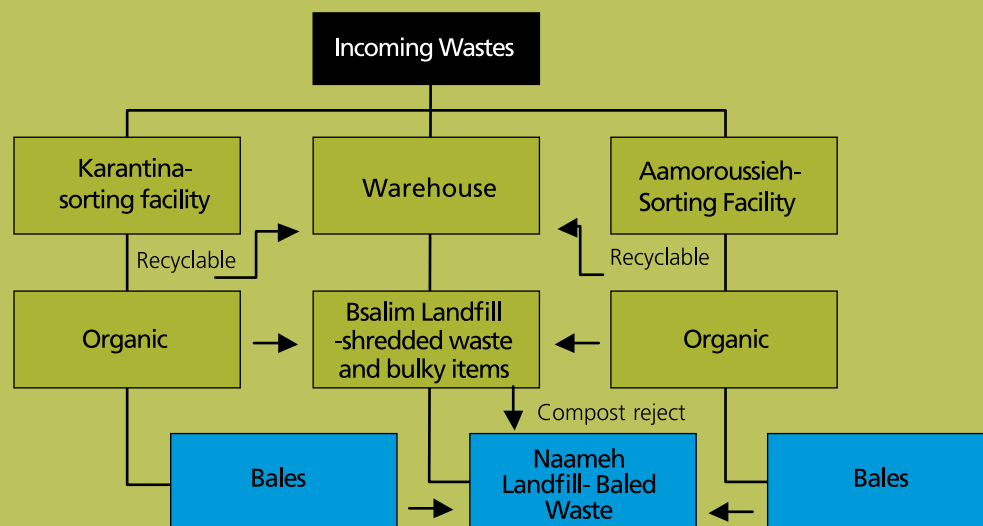 Incoming Wastes
Karantina-
sorting facility
Warehouse
Aamoroussieh-
Sorting Facility
Recyclable
Recyclable
Organic
Bsalim Landfill
-shredded waste
and bulky items
Organic
Compost reject
Bales
Naameh
Landfill- Baled
Waste
Bales